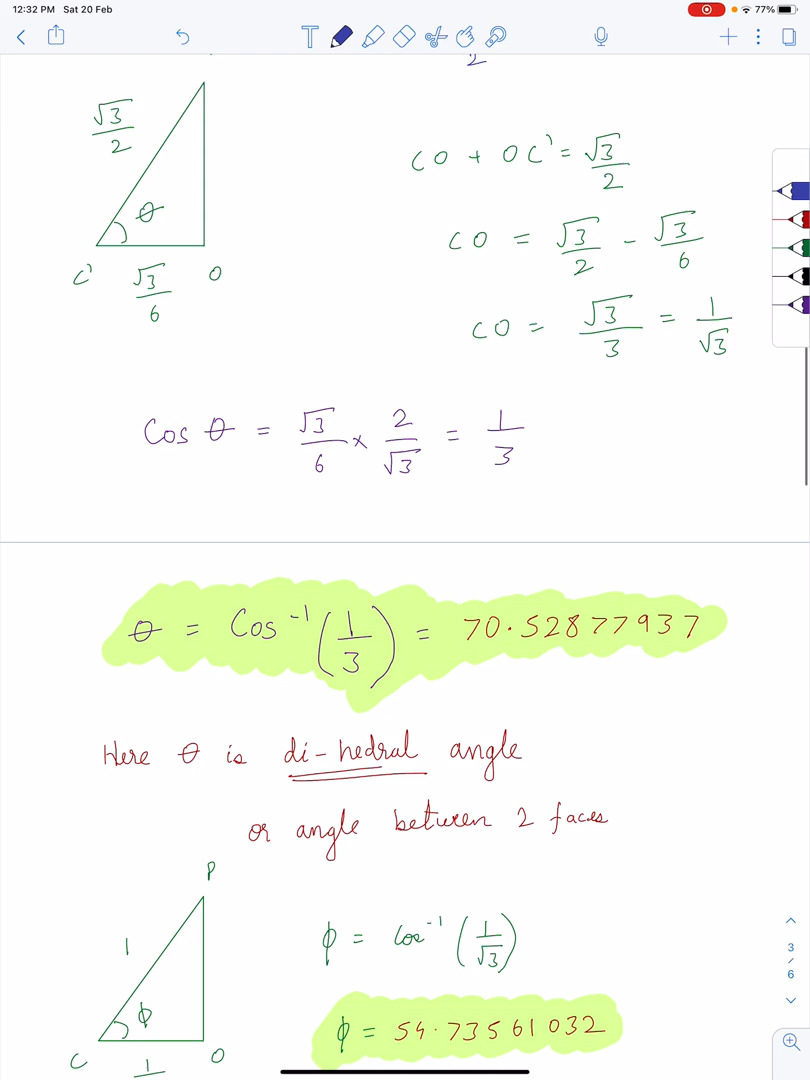 12:32 PM Sat 20 Feb
77%
T
2
√3/2
θ
C' √3/6 O
CO + OC' = √3/2
CO = √3/2 - √3/6
CO = √3/3 = 1/√3
Cos θ = √3/6 × 2/√3 = 1/3
θ = Cos⁻¹(1/3) = 70.52877937
Here θ is di-hedral angle
or angle between 2 faces
P
1
ϕ
C 1 O
ϕ = cos⁻¹(1/√3)
ϕ = 54.73561032
3
/
6